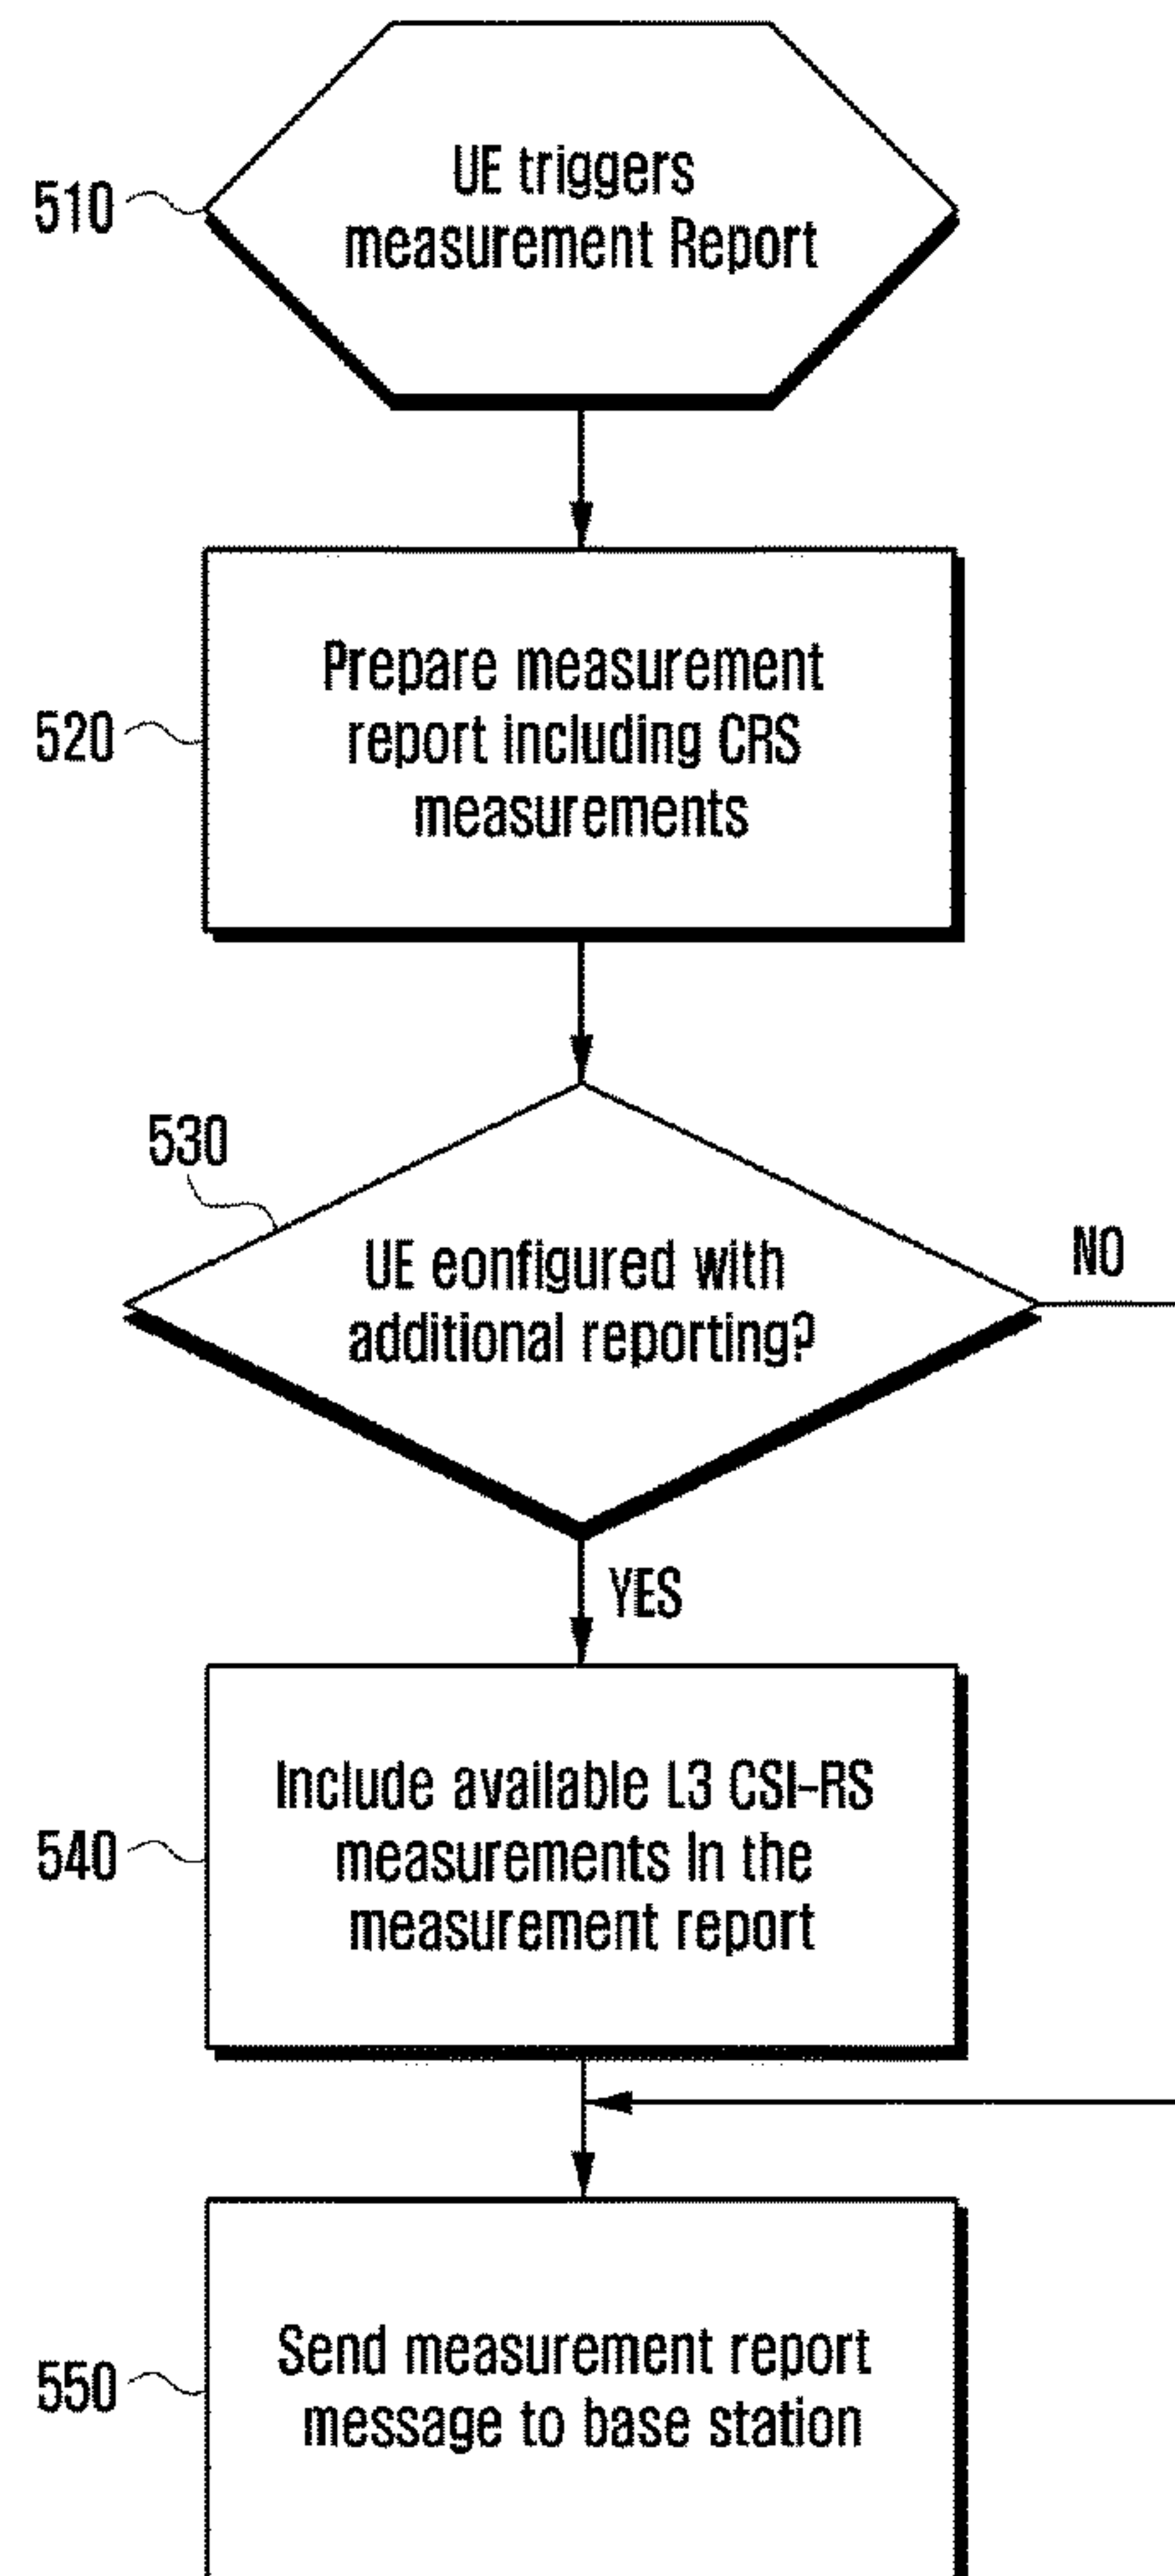 510
UE triggers
measurement Report
520
Prepare measurement
report including CRS
measurements
530
UE eonfigured with
additional reporting?
NO
YES
540
Include available L3 CSI-RS
measurements In the
measurement report
550
Send measurement report
message to base station